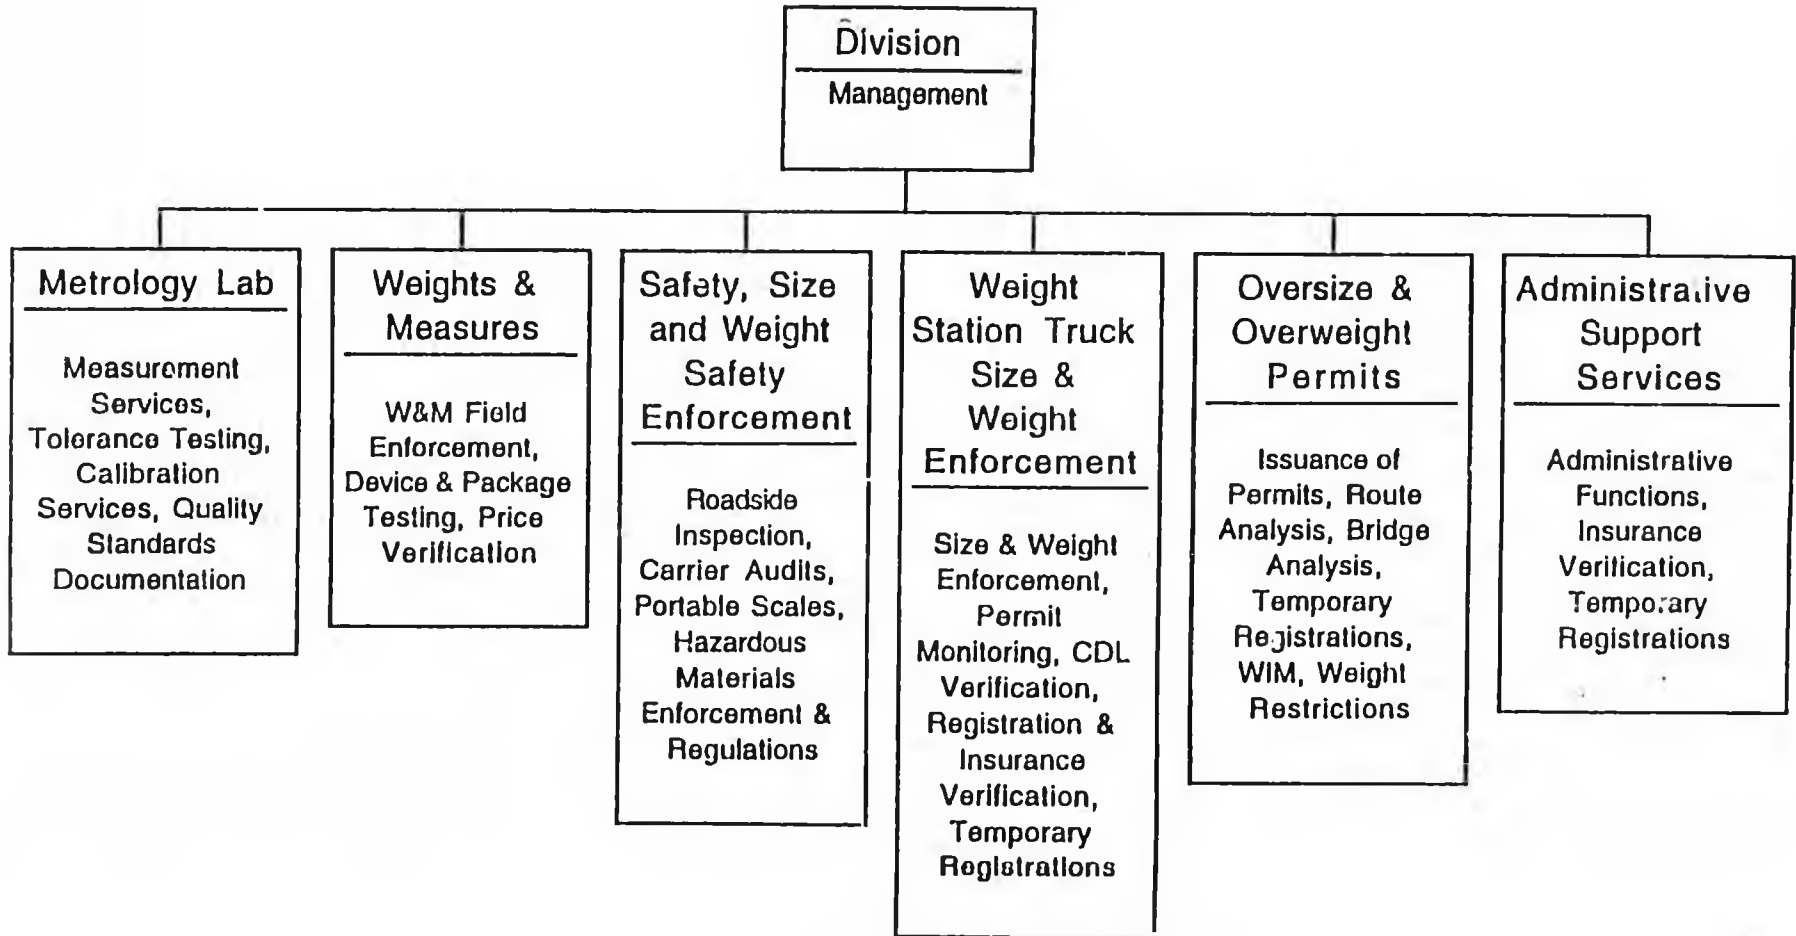 Division
Management
Metrology Lab
Measurement
Services,
Tolerance Testing,
Calibration
Services, Quality
Standards
Documentation
Weights &
Measures
W&M Field
Enforcement,
Device & Package
Testing, Price
Verification
Safety, Size
and Weight
Safety
Enforcement
Roadside
Inspection,
Carrier Audits,
Portable Scales,
Hazardous
Materials
Enforcement &
Regulations
Weight
Station Truck
Size &
Weight
Enforcement
Size & Weight
Enforcement,
Permit
Monitoring, CDL
Verification,
Registration &
Insurance
Verification,
Temporary
Registrations
Oversize &
Overweight
Permits
Issuance of
Permits, Route
Analysis, Bridge
Analysis,
Temporary
Registrations,
WIM, Weight
Restrictions
Administrative
Support
Services
Administrative
Functions,
Insurance
Verification,
Temporary
Registrations